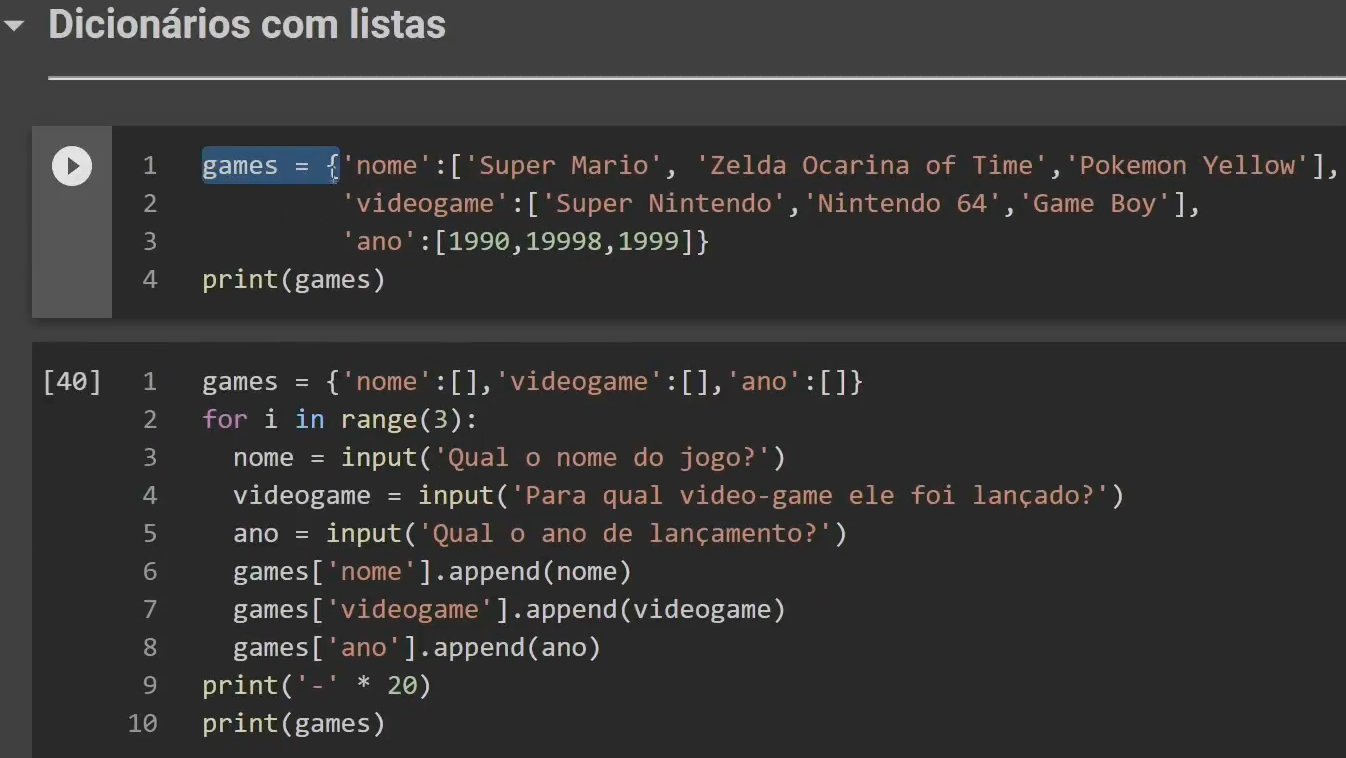 Dicionários com listas
1 games = {'nome':['Super Mario', 'Zelda Ocarina of Time','Pokemon Yellow'],
2 'videogame':['Super Nintendo','Nintendo 64','Game Boy'],
3 'ano':[1990,19998,1999]}
4 print(games)
[40] 1 games = {'nome':[],'videogame':[],'ano':[]}
2 for i in range(3):
3 nome = input('Qual o nome do jogo?')
4 videogame = input('Para qual video-game ele foi lançado?')
5 ano = input('Qual o ano de lançamento?')
6 games['nome'].append(nome)
7 games['videogame'].append(videogame)
8 games['ano'].append(ano)
9 print('-' * 20)
10 print(games)